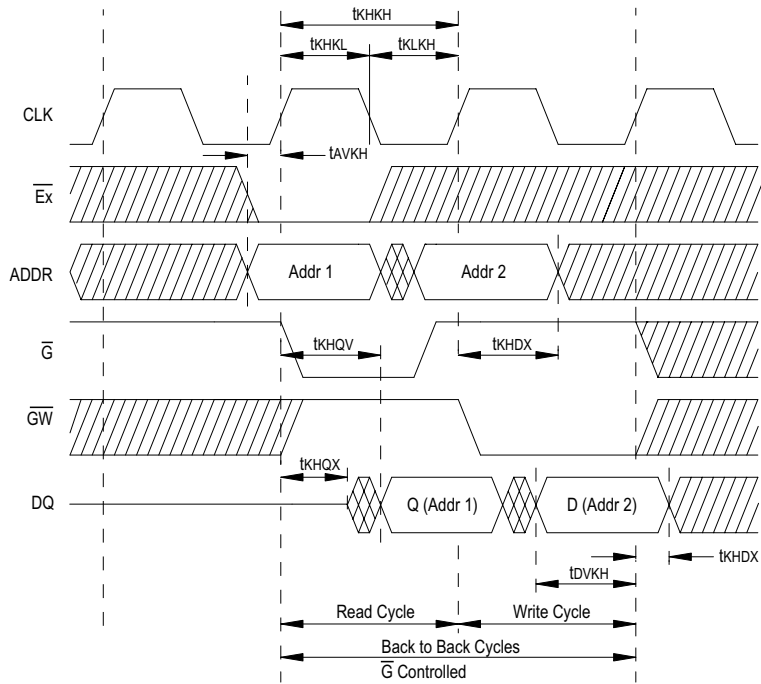 tKHKH
tKHKL tKLKH
CLK
tAVKH
Ex
ADDR Addr 1 Addr 2
G tKHQV tKHDX
GW
tKHQX
DQ Q (Addr 1) D (Addr 2)
tKHDX
tDVKH
Read Cycle Write Cycle
Back to Back Cycles
G Controlled